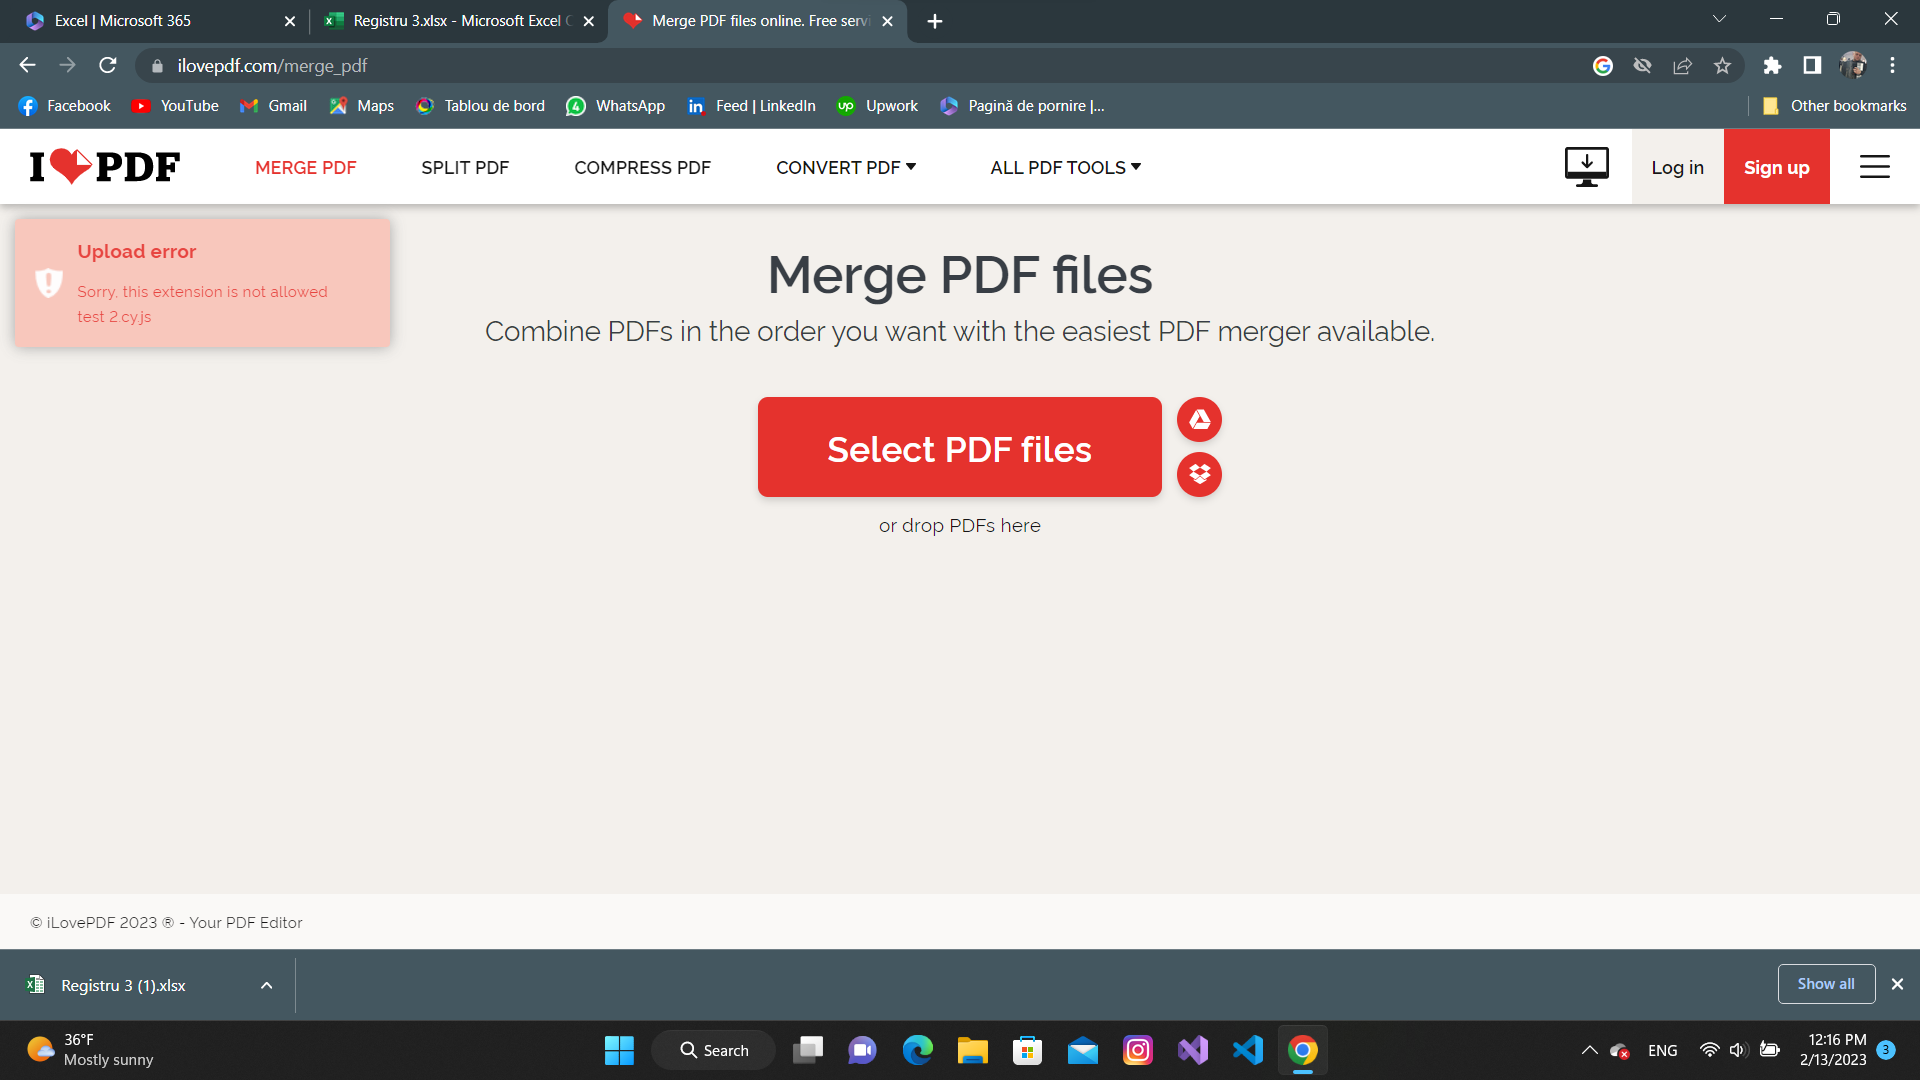 Excel | Microsoft 365
Registru 3.xlsx - Microsoft Excel
Merge PDF files online. Free servi
ilovepdf.com/merge_pdf
Facebook
YouTube
Gmail
Maps
Tablou de bord
4
WhatsApp
in
Feed | LinkedIn
up
Upwork
Pagină de pornire |...
Other bookmarks
I PDF
MERGE PDF
SPLIT PDF
COMPRESS PDF
CONVERT PDF
ALL PDF TOOLS
Log in
Sign up
Upload error
Sorry, this extension is not allowed
test 2.cy.js
Merge PDF files
Combine PDFs in the order you want with the easiest PDF merger available.
Select PDF files
or drop PDFs here
© iLovePDF 2023 ® - Your PDF Editor
Registru 3 (1).xlsx
Show all
36°F
Mostly sunny
Search
ENG
12:16 PM
2/13/2023
3